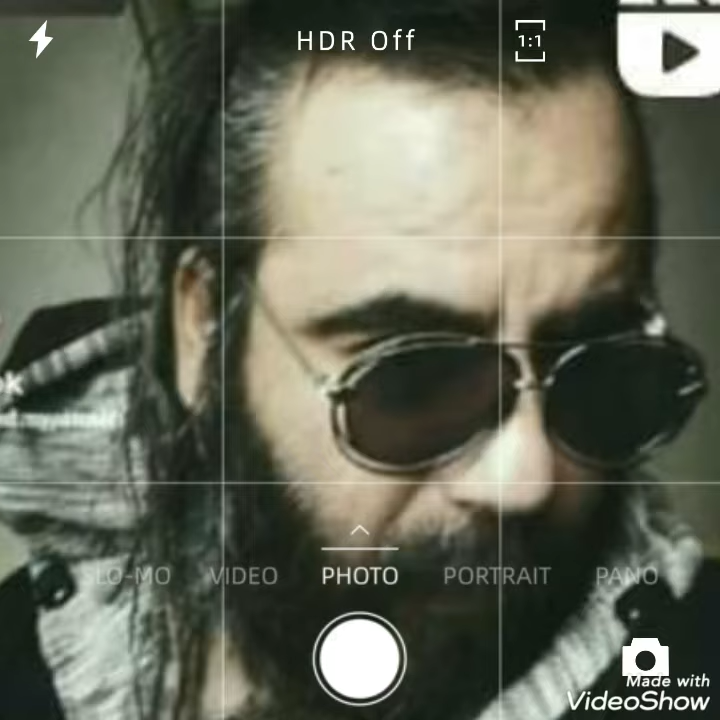 HDR Off
1:1
SLO-MO VIDEO PHOTO PORTRAIT PANO
Made with
VideoShow